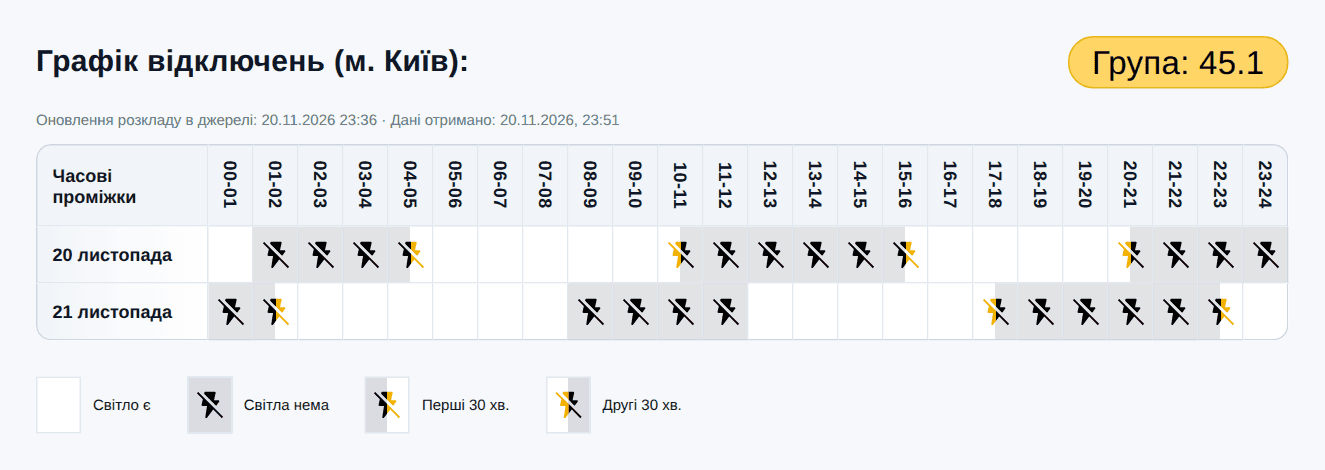 Графік відключень (м. Київ):
Група: 45.1
Оновлення розкладу в джерелі: 20.11.2026 23:36 · Дані отримано: 20.11.2026, 23:51
Часові
проміжки
00-01 01-02 02-03 03-04 04-05 05-06 06-07 07-08 08-09 09-10 10-11 11-12 12-13 13-14 14-15 15-16 16-17 17-18 18-19 19-20 20-21 21-22 22-23 23-24
20 листопада
21 листопада
Світло є Світла нема Перші 30 хв. Другі 30 хв.